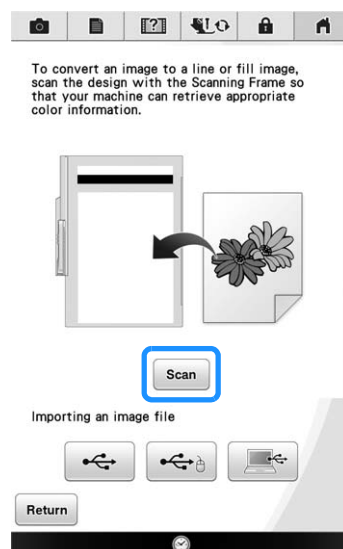 [?]
To convert an image to a line or fill image,
scan the design with the Scanning Frame so
that your machine can retrieve appropriate
color information.
Scan
Importing an image file
Return